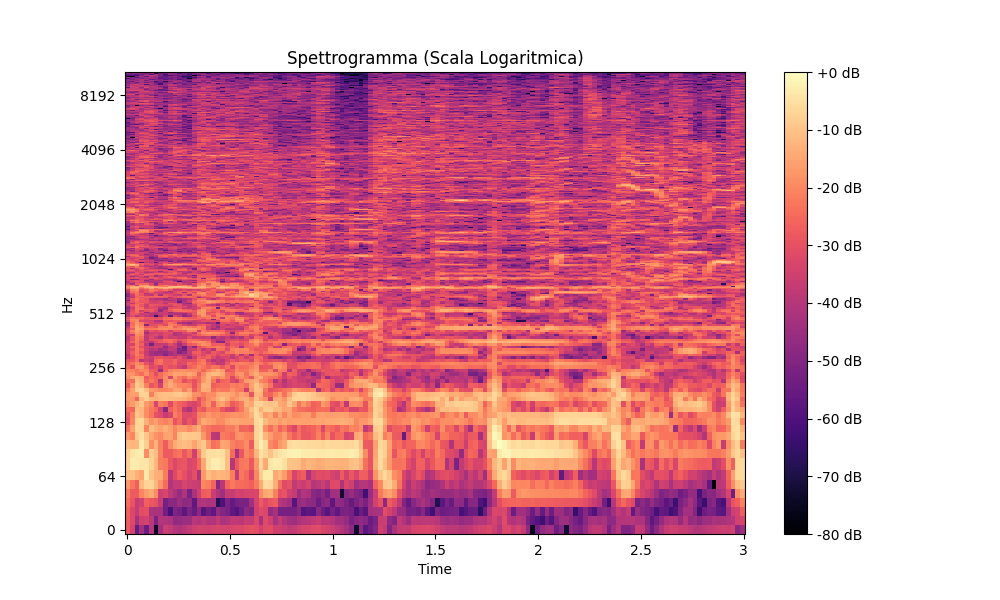 Spettrogramma (Scala Logaritmica)
8192
4096
2048
1024
512
256
128
64
0
Hz
0
0.5
1
1.5
2
2.5
3
Time
+0 dB
-10 dB
-20 dB
-30 dB
-40 dB
-50 dB
-60 dB
-70 dB
-80 dB